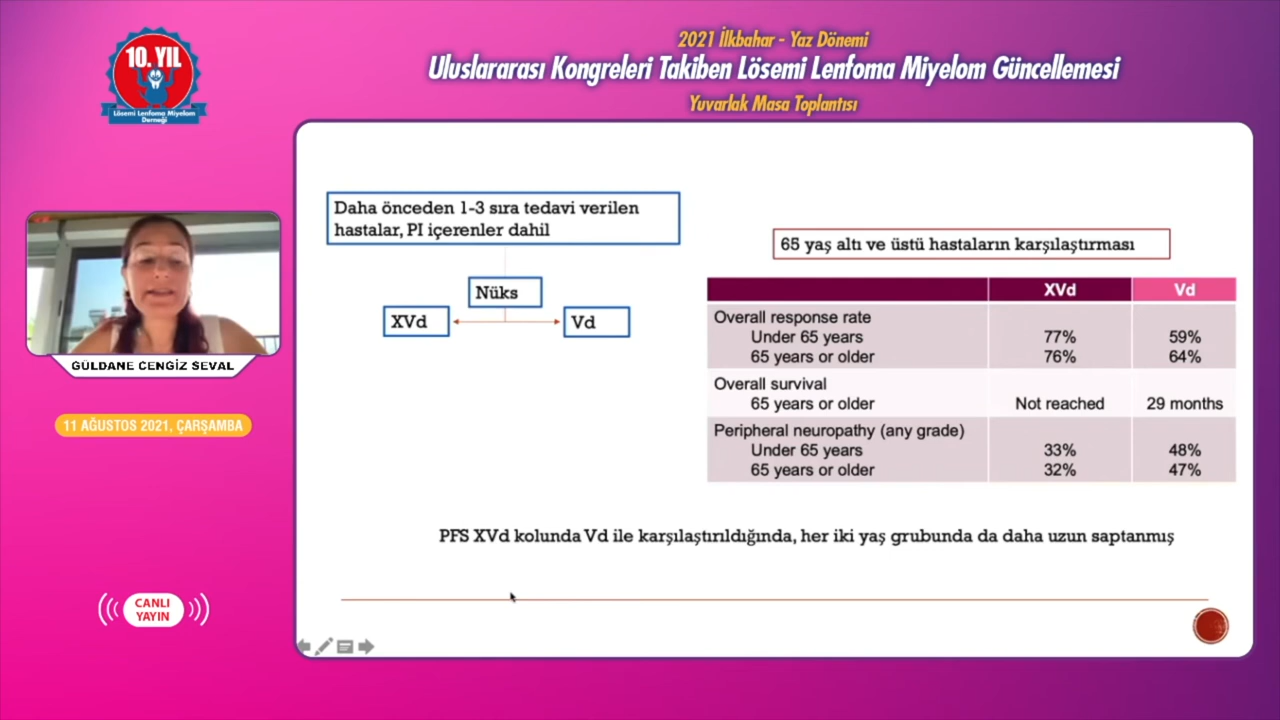 10. YIL
Lösemi Lenfoma Miyelom
Derneği
2021 İlkbahar - Yaz Dönemi
Uluslararası Kongreleri Takiben Lösemi Lenfoma Miyelom Güncellemesi
Yuvarlak Masa Toplantısı
GÜLDANE CENGİZ SEVAL
11 AĞUSTOS 2021, ÇARŞAMBA
CANLI
YAYIN
Daha önceden 1-3 sıra tedavi verilen
hastalar, PI içerenler dahil
Nüks
XVd
Vd
65 yaş altı ve üstü hastaların karşılaştırması
XVd Vd
Overall response rate
Under 65 years 77% 59%
65 years or older 76% 64%
Overall survival
65 years or older Not reached 29 months
Peripheral neuropathy (any grade)
Under 65 years 33% 48%
65 years or older 32% 47%
PFS XVd kolunda Vd ile karşılaştırıldığında, her iki yaş grubunda da daha uzun saptanmış